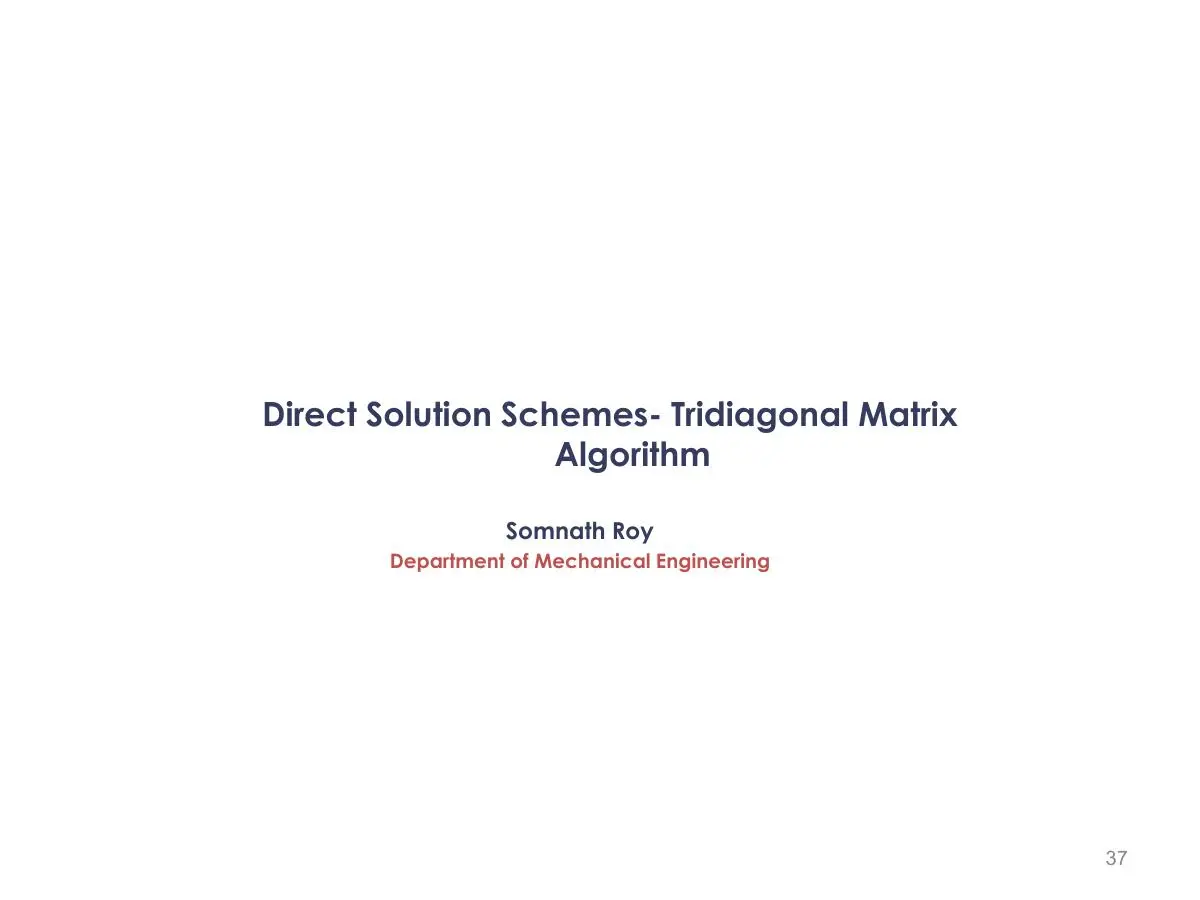 Direct Solution Schemes- Tridiagonal Matrix
Algorithm
Somnath Roy
Department of Mechanical Engineering
37